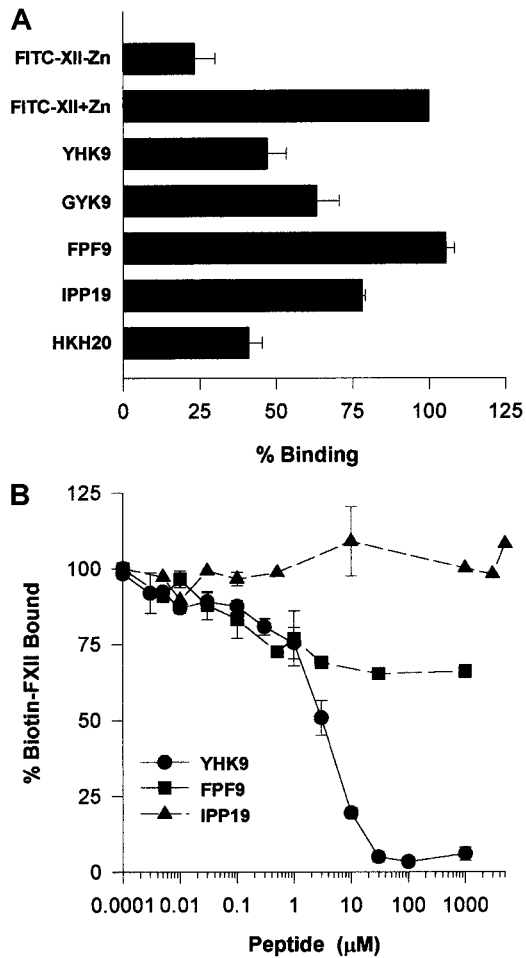 A
FITC-XII-Zn
FITC-XII+Zn
YHK9
GYK9
FPF9
IPP19
HKH20
0 25 50 75 100 125
% Binding
B
125
100
75
50
25
0
% Biotin-FXII Bound
YHK9
FPF9
IPP19
0.0001 0.01 0.1 1 10 100 1000
Peptide (µM)